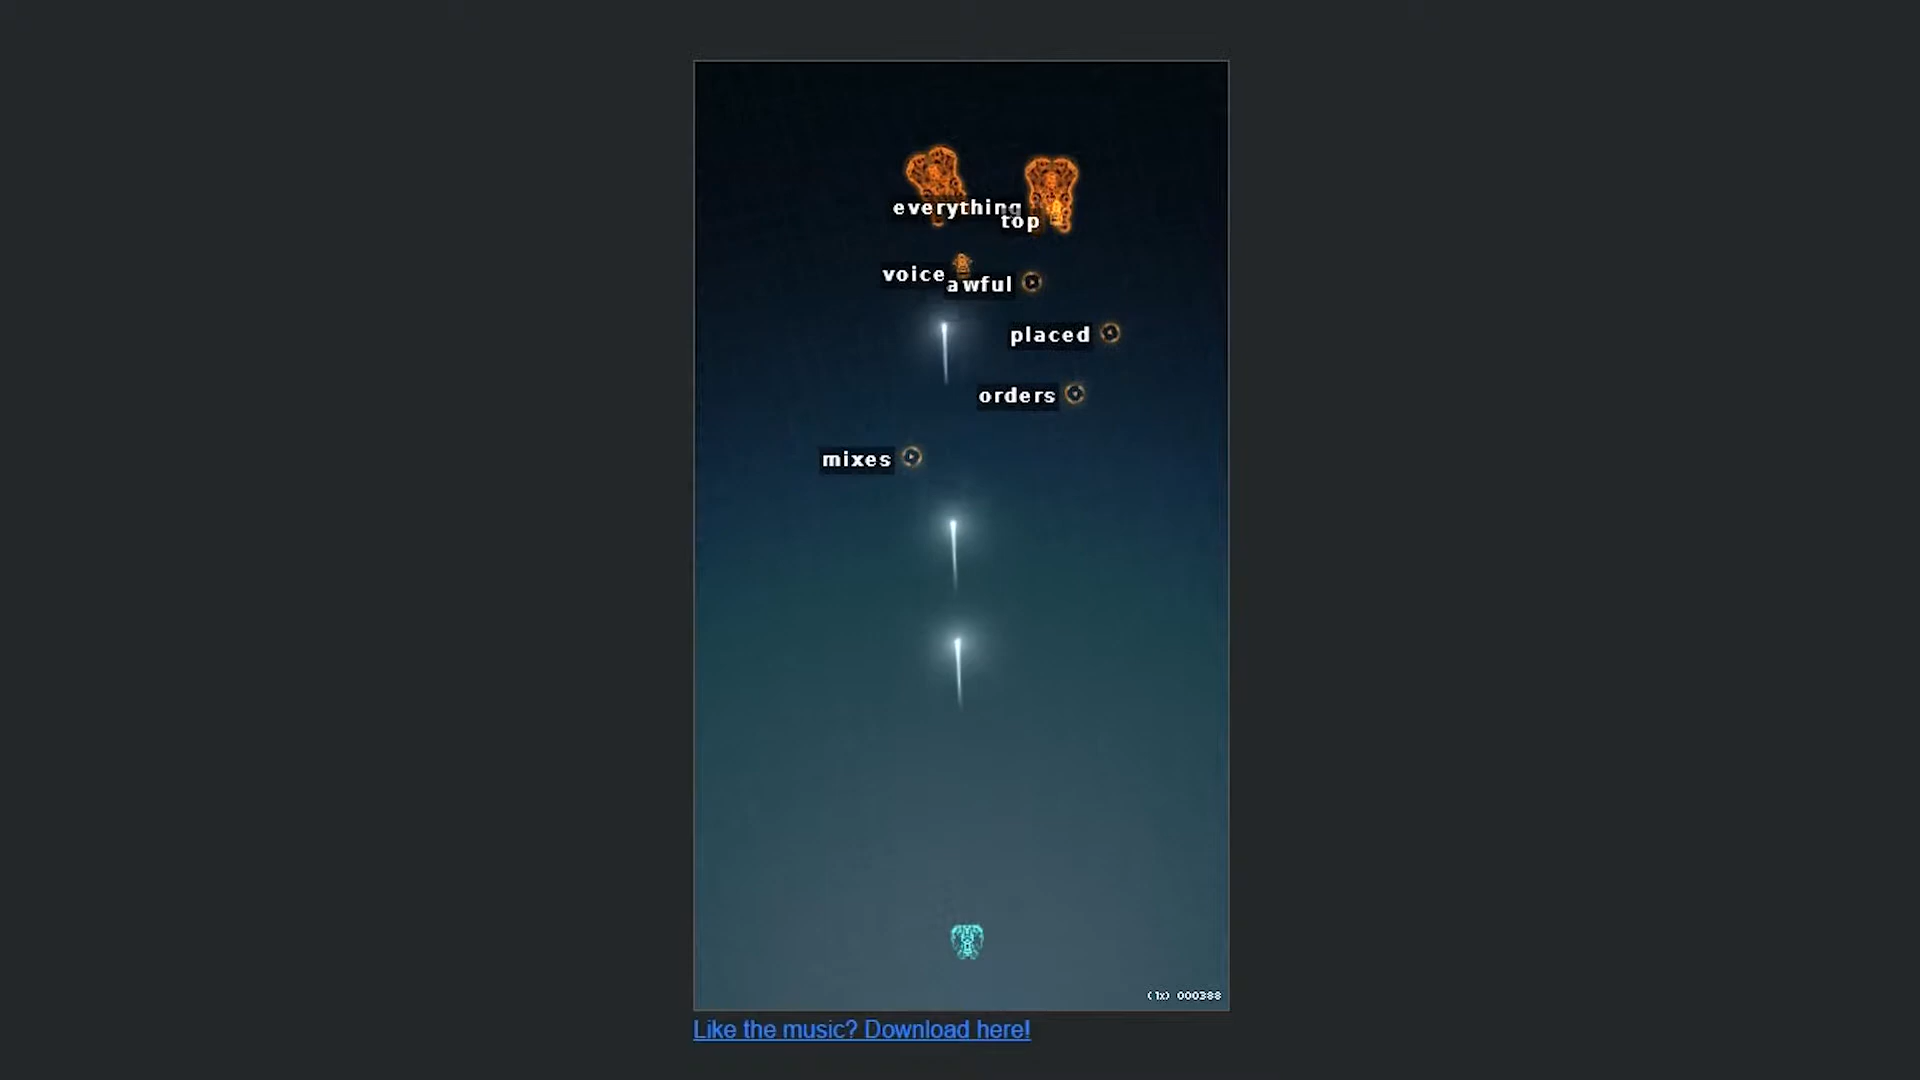 everything
top
voice
awful
placed
orders
mixes
(1x) 000388
Like the music? Download here!